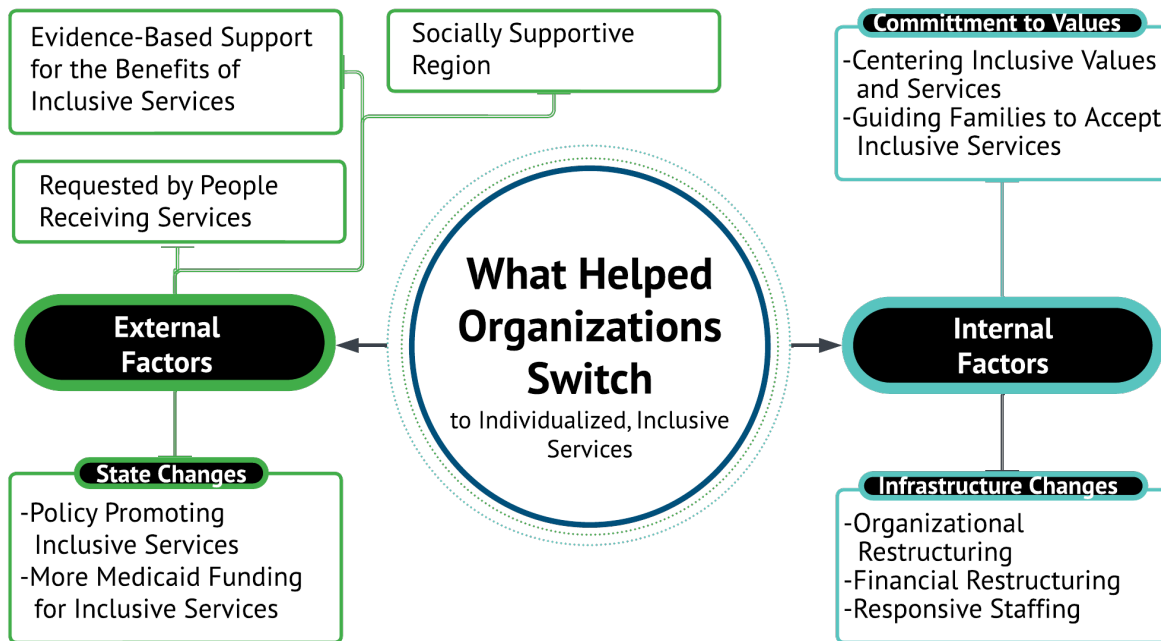 Evidence-Based Support
for the Benefits of
Inclusive Services
Socially Supportive
Region
Requested by People
Receiving Services
External
Factors
State Changes
-Policy Promoting
Inclusive Services
-More Medicaid Funding
for Inclusive Services
What Helped
Organizations
Switch
to Individualized, Inclusive
Services
Committment to Values
-Centering Inclusive Values
and Services
-Guiding Families to Accept
Inclusive Services
Internal
Factors
Infrastructure Changes
-Organizational
Restructuring
-Financial Restructuring
-Responsive Staffing